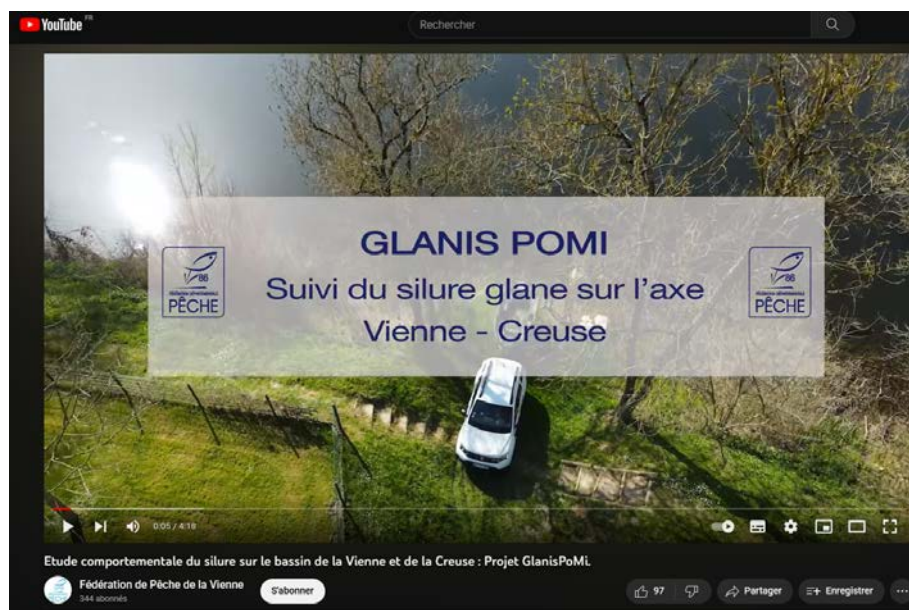 YouTube FR
Rechercher
GLANIS POMI
Suivi du silure glane sur l'axe
Vienne - Creuse
86
PÊCHE
86
PÊCHE
0:05 / 4:18
Etude comportementale du silure sur le bassin de la Vienne et de la Creuse : Projet GlanisPoMi.
Fédération de Pêche de la Vienne
344 abonnés
S'abonner
97
Partager
Enregistrer